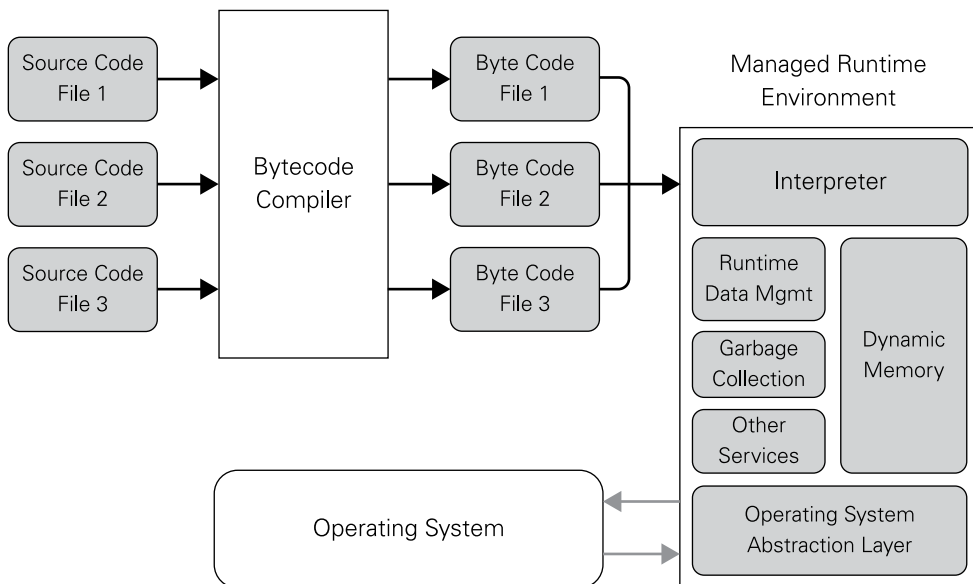 Source Code
File 1
Source Code
File 2
Source Code
File 3
Bytecode
Compiler
Byte Code
File 1
Byte Code
File 2
Byte Code
File 3
Managed Runtime
Environment
Interpreter
Runtime
Data Mgmt
Garbage
Collection
Other
Services
Dynamic
Memory
Operating System
Abstraction Layer
Operating System